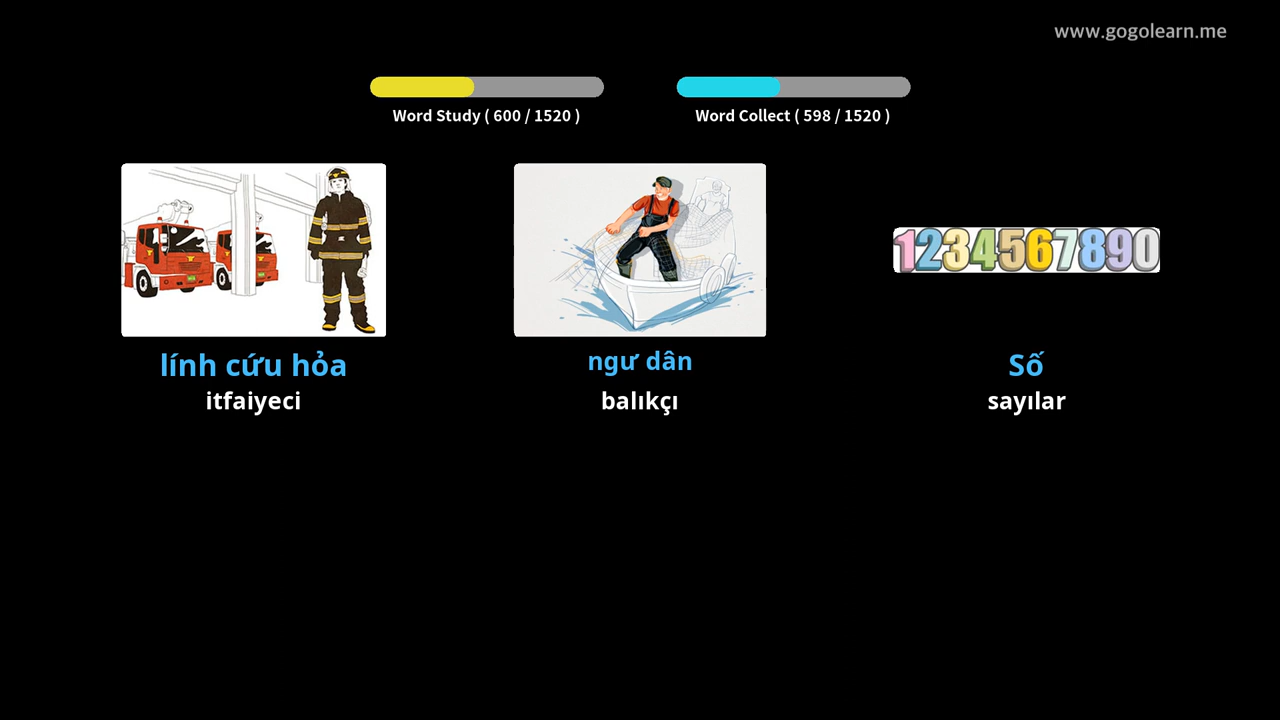 www.gogolearn.me
Word Study ( 600 / 1520 )
Word Collect ( 598 / 1520 )
1234567890
lính cứu hỏa
itfaiyeci
ngư dân
balıkçı
Số
sayılar